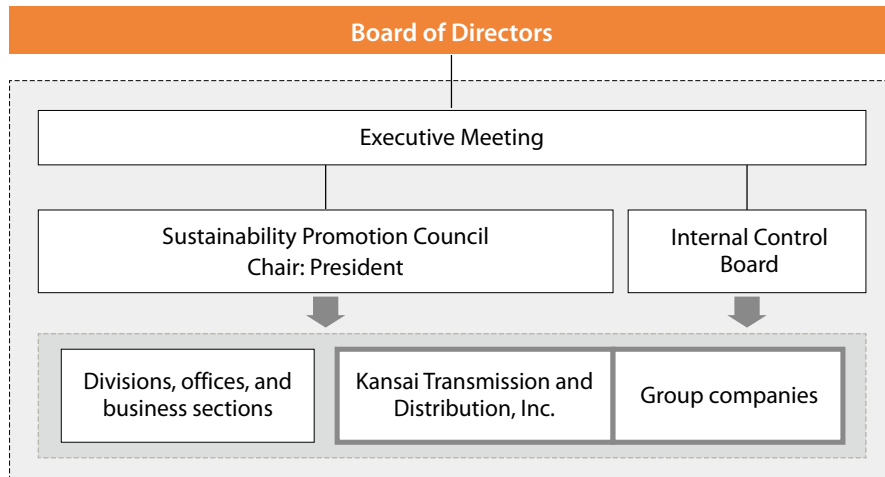 Board of Directors
Executive Meeting
Sustainability Promotion Council
Chair: President
Internal Control
Board
Divisions, offices, and
business sections
Kansai Transmission and
Distribution, Inc.
Group companies